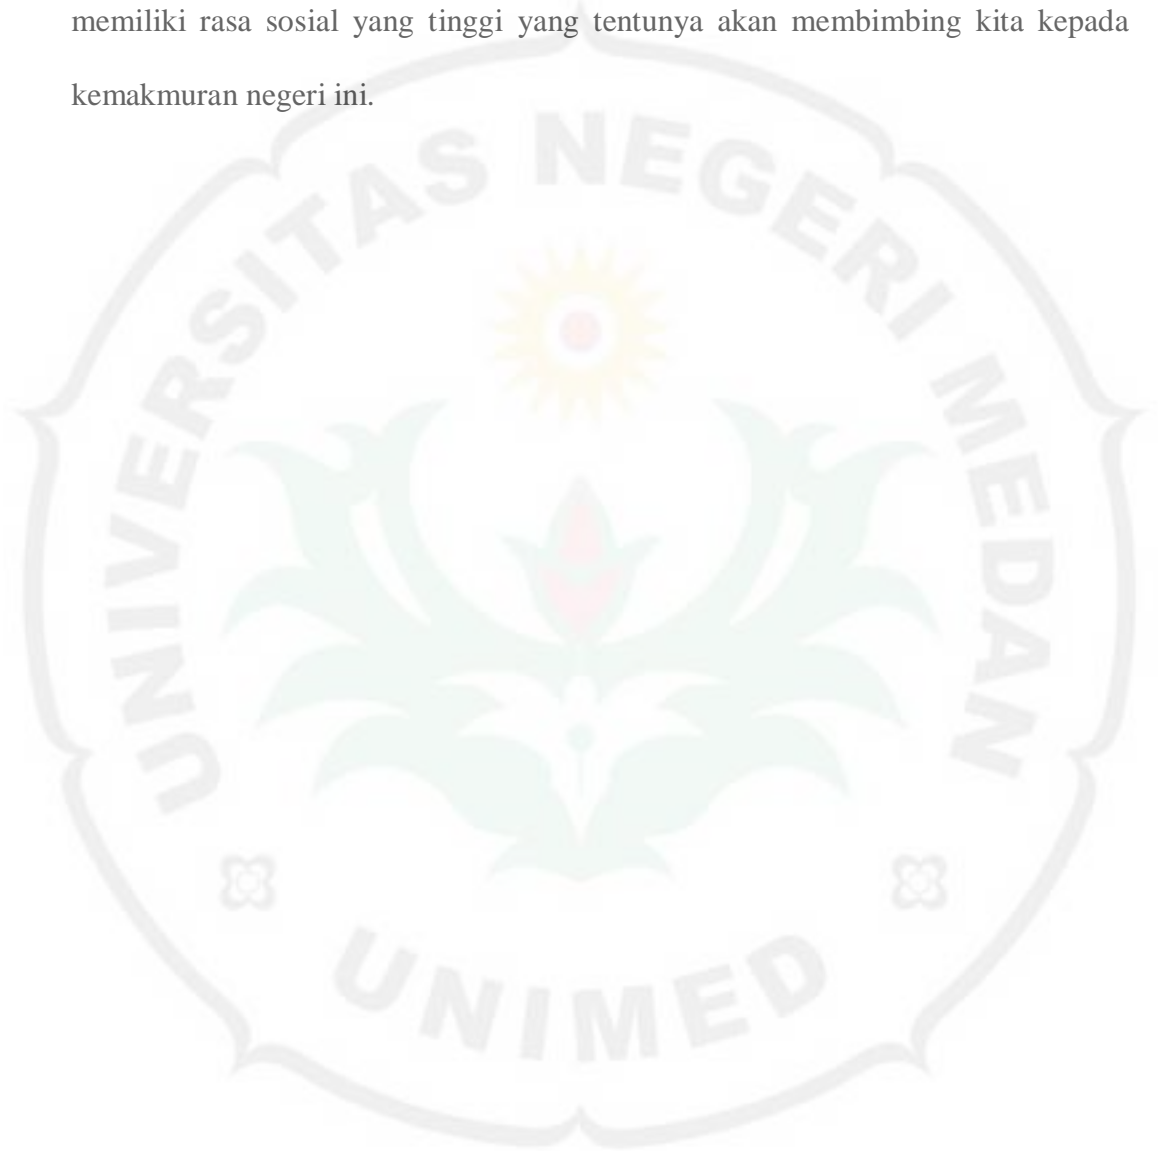 memiliki rasa sosial yang tinggi yang tentunya akan membimbing kita kepada
kemakmuran negeri ini.
UNIVERSITAS NEGERI MEDAN
UNIMED